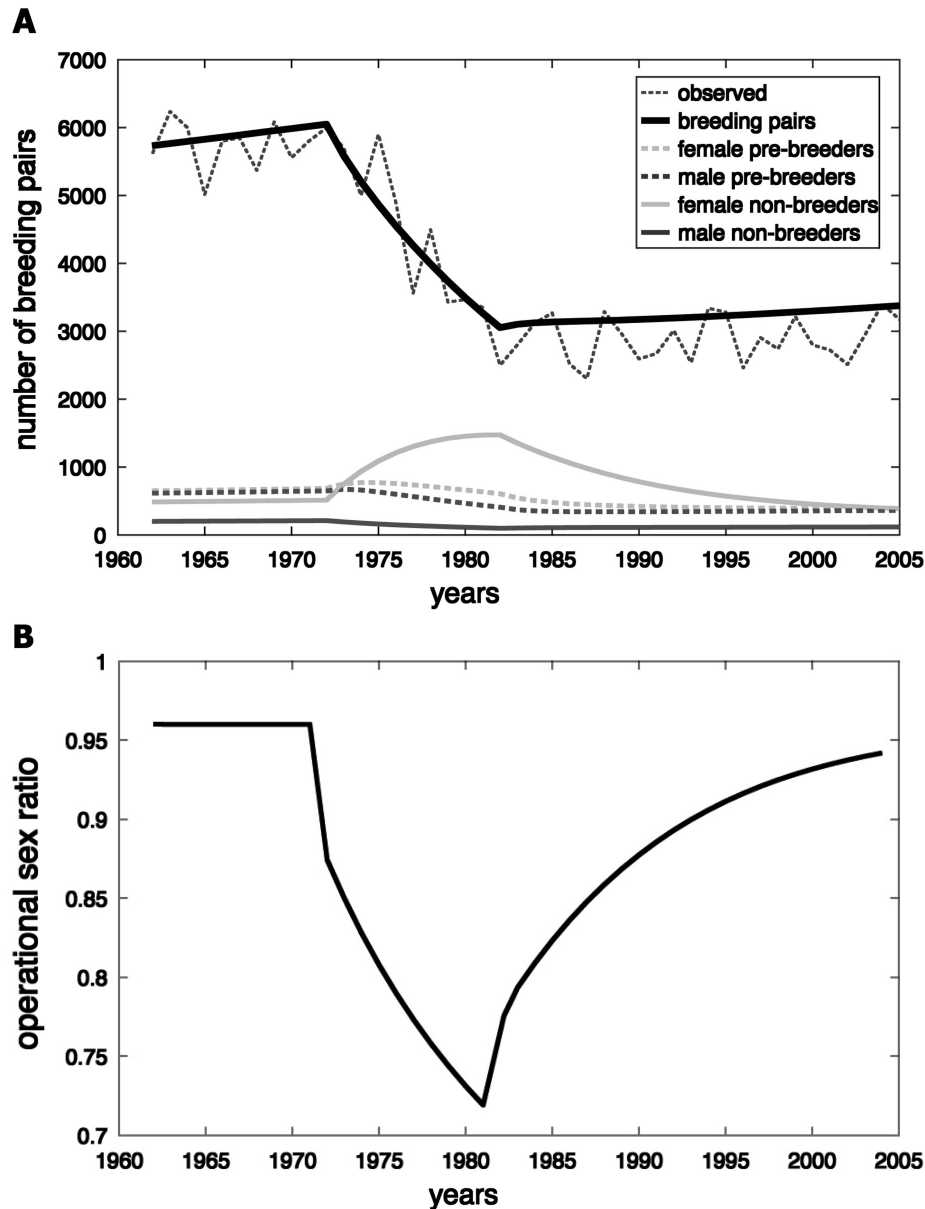 A
number of breeding pairs
7000
6000
5000
4000
3000
2000
1000
0
observed
breeding pairs
female pre-breeders
male pre-breeders
female non-breeders
male non-breeders
1960 1965 1970 1975 1980 1985 1990 1995 2000 2005
years
B
operational sex ratio
1
0.95
0.9
0.85
0.8
0.75
0.7
1960 1965 1970 1975 1980 1985 1990 1995 2000 2005
years